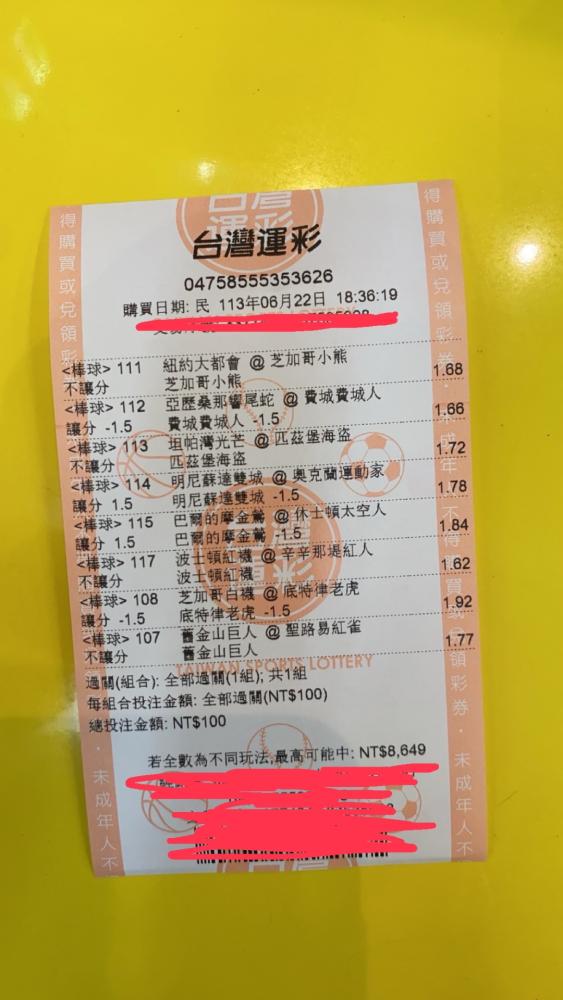 台灣運彩
台灣運彩
04758555353626
購買日期: 民 113年06月22日 18:36:19
<棒球> 111 紐約大都會 @ 芝加哥小熊
不讓分 芝加哥小熊 1.68
<棒球> 112 亞歷桑那響尾蛇 @ 費城費城人
讓分 -1.5 費城費城人 -1.5 1.66
<棒球> 113 坦帕灣光芒 @ 匹茲堡海盜
不讓分 匹茲堡海盜 1.72
<棒球> 114 明尼蘇達雙城 @ 奧克蘭運動家
讓分 1.5 明尼蘇達雙城 -1.5 1.78
<棒球> 115 巴爾的摩金鶯 @ 休士頓太空人
讓分 1.5 巴爾的摩金鶯 -1.5 1.84
<棒球> 117 波士頓紅襪 @ 辛辛那堤紅人
不讓分 波士頓紅襪 1.62
<棒球> 108 芝加哥白襪 @ 底特律老虎
讓分 -1.5 底特律老虎 -1.5 1.92
<棒球> 107 舊金山巨人 @ 聖路易紅雀
不讓分 舊金山巨人 1.77
TAIWAN SPORTS LOTTERY
過關(組合): 全部過關(1組); 共1組
每組合投注金額: 全部過關(NT$100)
總投注金額: NT$100
若全數為不同玩法,最高可能中: NT$8,649
得購買或兌領彩
未成年人不
得購買或兌領彩券
未成年人不得
買或
領彩券．未成年人不